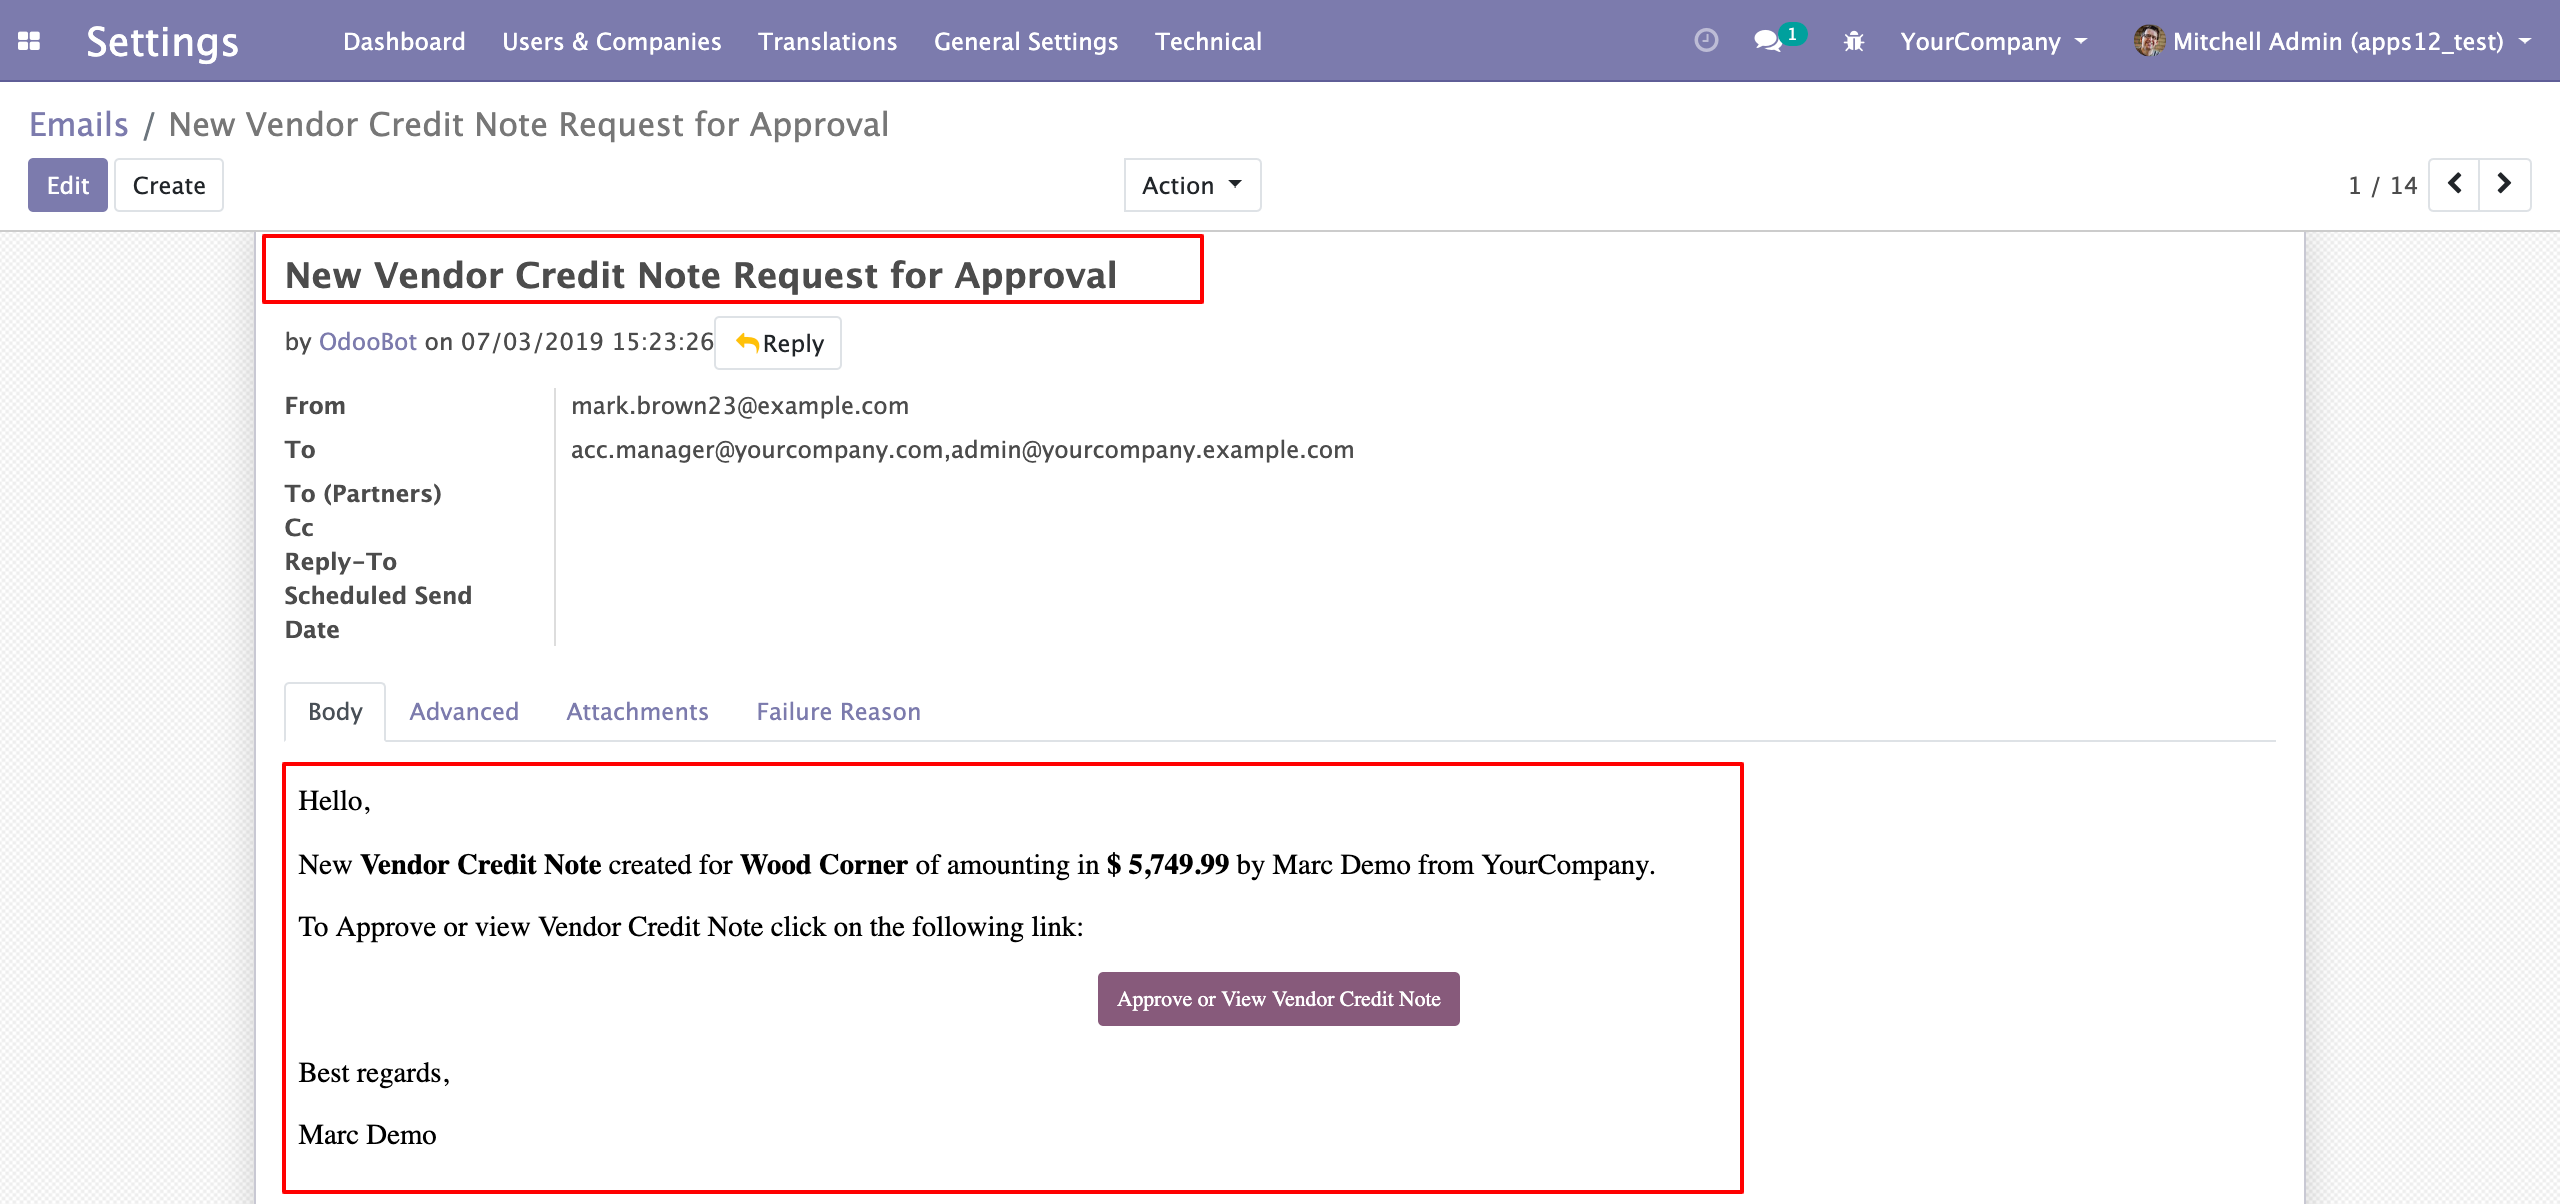 Settings Dashboard Users & Companies Translations General Settings Technical 1 YourCompany Mitchell Admin (apps12_test)
Emails / New Vendor Credit Note Request for Approval
Edit Create Action 1 / 14
New Vendor Credit Note Request for Approval
by OdooBot on 07/03/2019 15:23:26 Reply
From mark.brown23@example.com
To acc.manager@yourcompany.com,admin@yourcompany.example.com
To (Partners)
Cc
Reply-To
Scheduled Send
Date
Body Advanced Attachments Failure Reason
Hello,
New Vendor Credit Note created for Wood Corner of amounting in $ 5,749.99 by Marc Demo from YourCompany.
To Approve or view Vendor Credit Note click on the following link:
Approve or View Vendor Credit Note
Best regards,
Marc Demo